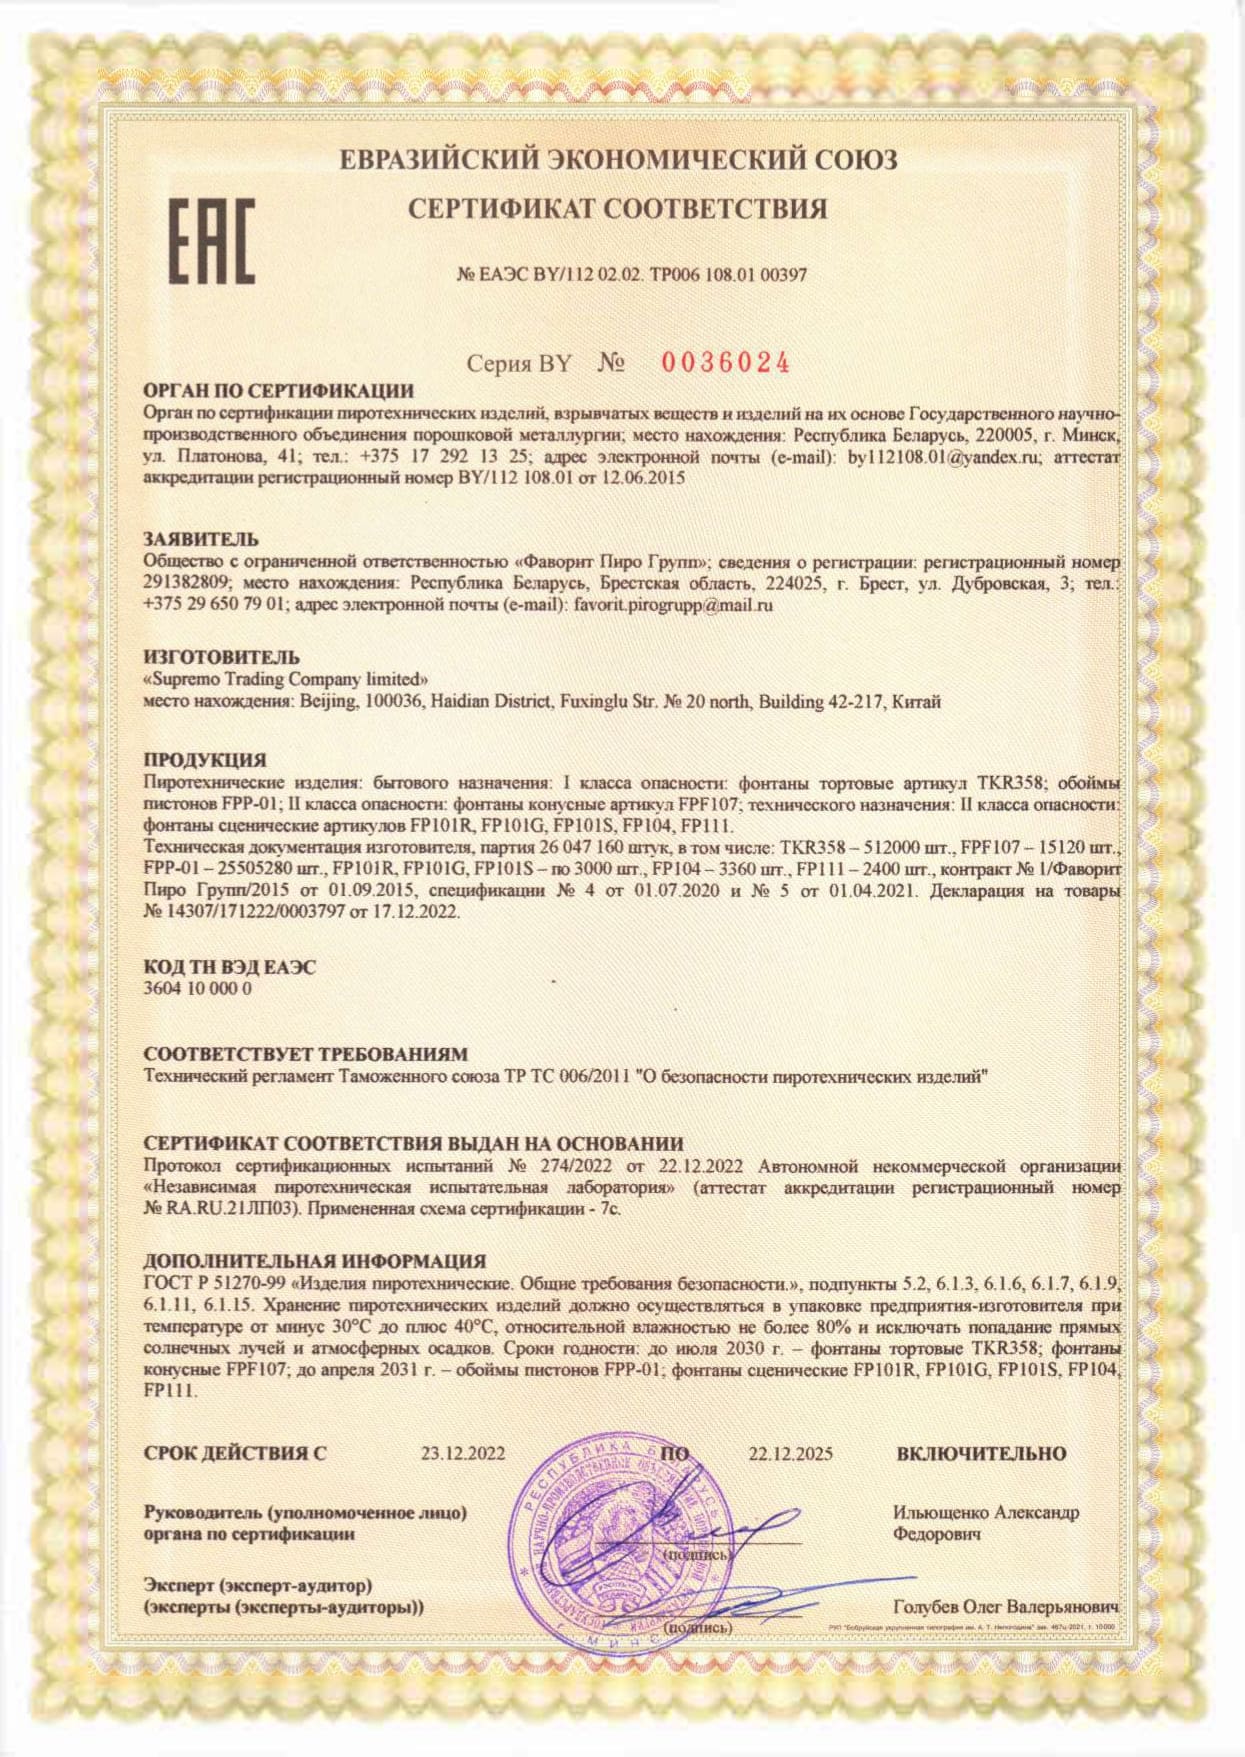 ЕВРАЗИЙСКИЙ ЭКОНОМИЧЕСКИЙ СОЮЗ
ЕАС
СЕРТИФИКАТ СООТВЕТСТВИЯ
№ ЕАЭС BY/112 02.02. ТР006 108.01 00397
Серия BY № 0036024
ОРГАН ПО СЕРТИФИКАЦИИ
Орган по сертификации пиротехнических изделий, взрывчатых веществ и изделий на их основе Государственного научно-
производственного объединения порошковой металлургии; место нахождения: Республика Беларусь, 220005, г. Минск,
ул. Платонова, 41; тел.: +375 17 292 13 25; адрес электронной почты (e-mail): by112108.01@yandex.ru; аттестат
аккредитации регистрационный номер BY/112 108.01 от 12.06.2015
ЗАЯВИТЕЛЬ
Общество с ограниченной ответственностью «Фаворит Пиро Групп»; сведения о регистрации: регистрационный номер
291382809; место нахождения: Республика Беларусь, Брестская область, 224025, г. Брест, ул. Дубровская, 3; тел.:
+375 29 650 79 01; адрес электронной почты (e-mail): favorit.pirogrupp@mail.ru
ИЗГОТОВИТЕЛЬ
«Supremo Trading Company limited»
место нахождения: Beijing, 100036, Haidian District, Fuxinglu Str. № 20 north, Building 42-217, Китай
ПРОДУКЦИЯ
Пиротехнические изделия: бытового назначения: I класса опасности: фонтаны тортовые артикул TKR358; обоймы
пистонов FPP-01; II класса опасности: фонтаны конусные артикул FPF107; технического назначения: II класса опасности:
фонтаны сценические артикулов FP101R, FP101G, FP101S, FP104, FP111.
Техническая документация изготовителя, партия 26 047 160 штук, в том числе: TKR358 – 512000 шт., FPF107 – 15120 шт.,
FPP-01 – 25505280 шт., FP101R, FP101G, FP101S – по 3000 шт., FP104 – 3360 шт., FP111 – 2400 шт., контракт № 1/Фаворит
Пиро Групп/2015 от 01.09.2015, спецификации № 4 от 01.07.2020 и № 5 от 01.04.2021. Декларация на товары
№ 14307/171222/0003797 от 17.12.2022.
КОД ТН ВЭД ЕАЭС
3604 10 000 0
СООТВЕТСТВУЕТ ТРЕБОВАНИЯМ
Технический регламент Таможенного союза ТР ТС 006/2011 "О безопасности пиротехнических изделий"
СЕРТИФИКАТ СООТВЕТСТВИЯ ВЫДАН НА ОСНОВАНИИ
Протокол сертификационных испытаний № 274/2022 от 22.12.2022 Автономной некоммерческой организации
«Независимая пиротехническая испытательная лаборатория» (аттестат аккредитации регистрационный номер
№ RA.RU.21ЛП03). Примененная схема сертификации - 7с.
ДОПОЛНИТЕЛЬНАЯ ИНФОРМАЦИЯ
ГОСТ Р 51270-99 «Изделия пиротехнические. Общие требования безопасности.», подпункты 5.2, 6.1.3, 6.1.6, 6.1.7, 6.1.9,
6.1.11, 6.1.15. Хранение пиротехнических изделий должно осуществляться в упаковке предприятия-изготовителя при
температуре от минус 30°С до плюс 40°С, относительной влажностью не более 80% и исключать попадание прямых
солнечных лучей и атмосферных осадков. Сроки годности: до июля 2030 г. – фонтаны тортовые TKR358; фонтаны
конусные FPF107; до апреля 2031 г. – обоймы пистонов FPP-01; фонтаны сценические FP101R, FP101G, FP101S, FP104,
FP111.
СРОК ДЕЙСТВИЯ С 23.12.2022 ПО 22.12.2025 ВКЛЮЧИТЕЛЬНО
Руководитель (уполномоченное лицо)
органа по сертификации
(подпись)
Ильющенко Александр
Федорович
Эксперт (эксперт-аудитор)
(эксперты (эксперты-аудиторы))
(подпись)
Голубев Олег Валерьянович
РУП "Бобруйская укрупненная типография им. А. Т. Непогодина" зак. 467ц-2021, т. 10000
РЕСПУБЛИКА БЕЛАРУСЬ
г. МИНСК